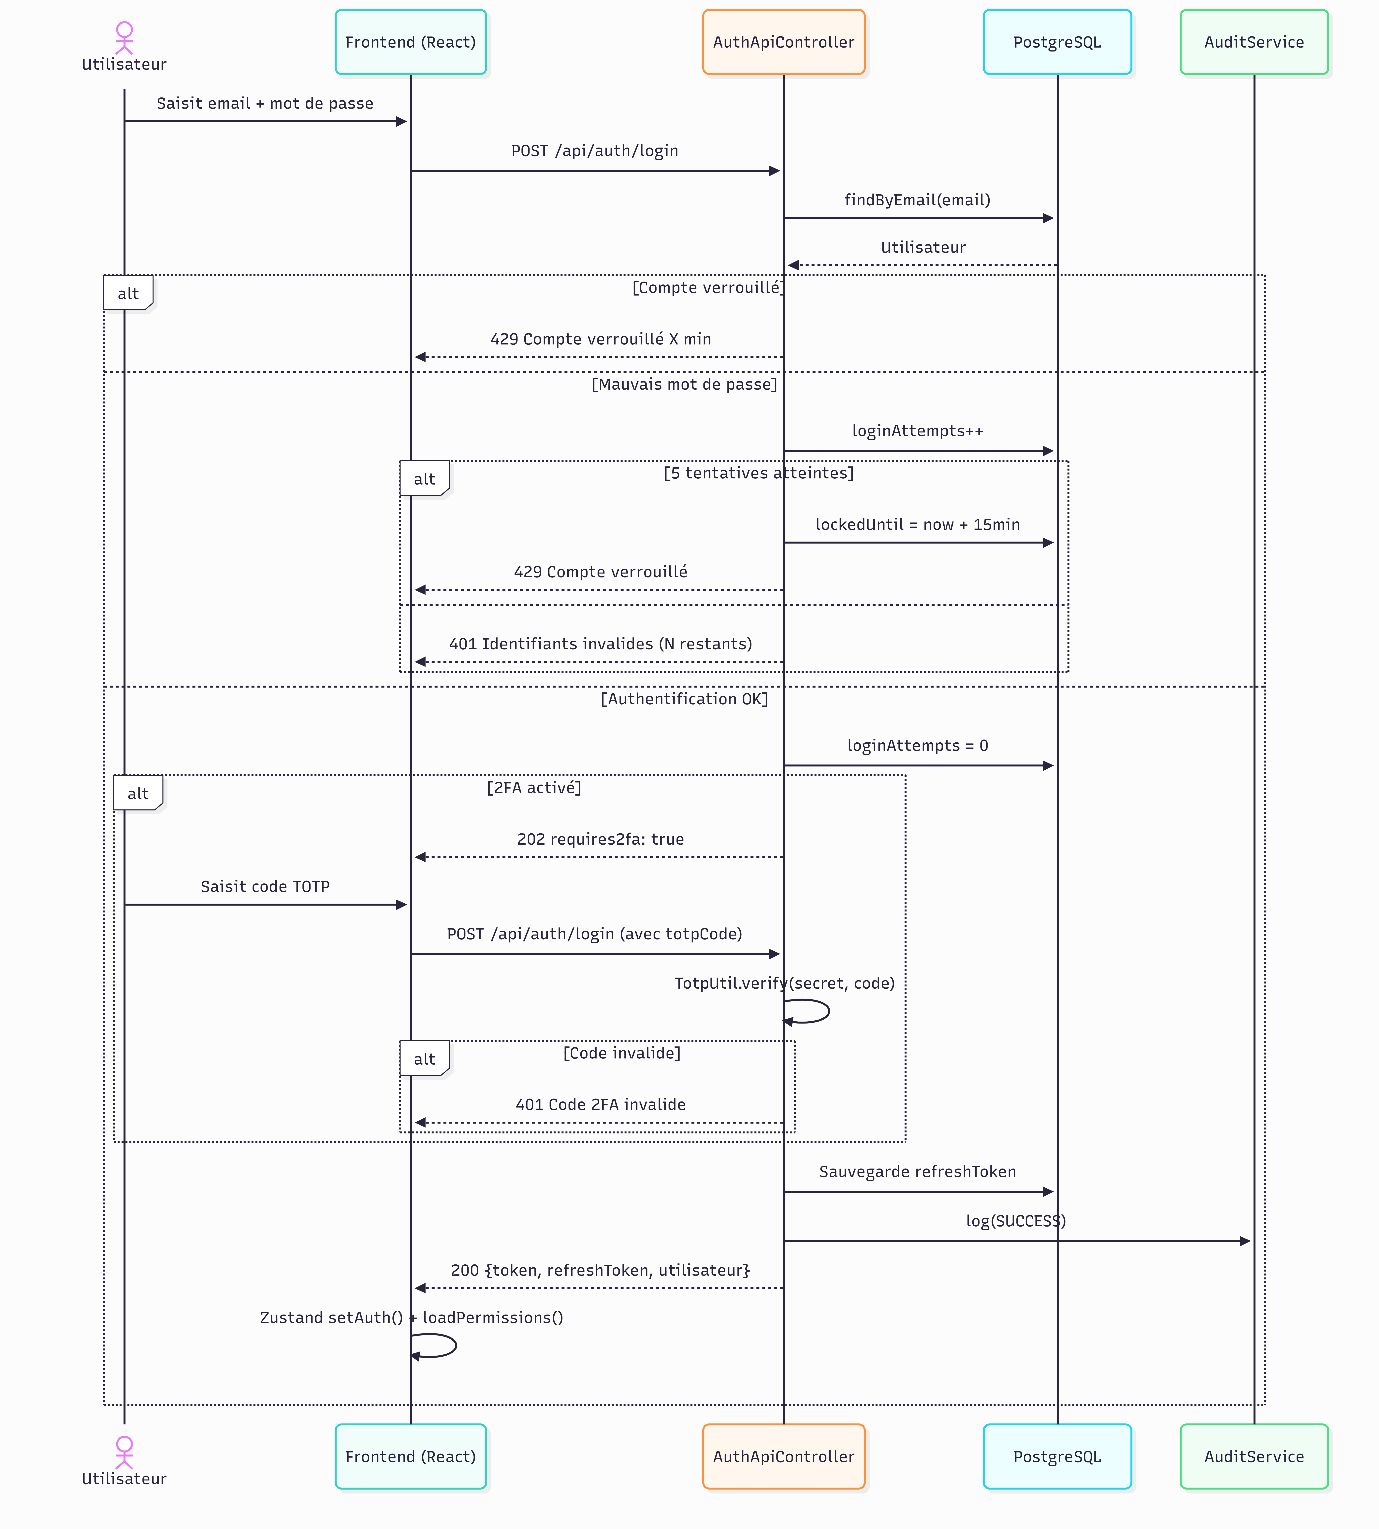 Utilisateur
Frontend (React)
AuthApiController
PostgreSQL
AuditService
Saisit email + mot de passe
POST /api/auth/login
findByEmail(email)
Utilisateur
alt
[Compte verrouillé]
429 Compte verrouillé X min
[Mauvais mot de passe]
loginAttempts++
alt
[5 tentatives atteintes]
lockedUntil = now + 15min
429 Compte verrouillé
401 Identifiants invalides (N restants)
[Authentification OK]
loginAttempts = 0
alt
[2FA activé]
202 requires2fa: true
Saisit code TOTP
POST /api/auth/login (avec totpCode)
TotpUtil.verify(secret, code)
alt
[Code invalide]
401 Code 2FA invalide
Sauvegarde refreshToken
log(SUCCESS)
200 {token, refreshToken, utilisateur}
Zustand setAuth() + loadPermissions()
Utilisateur
Frontend (React)
AuthApiController
PostgreSQL
AuditService